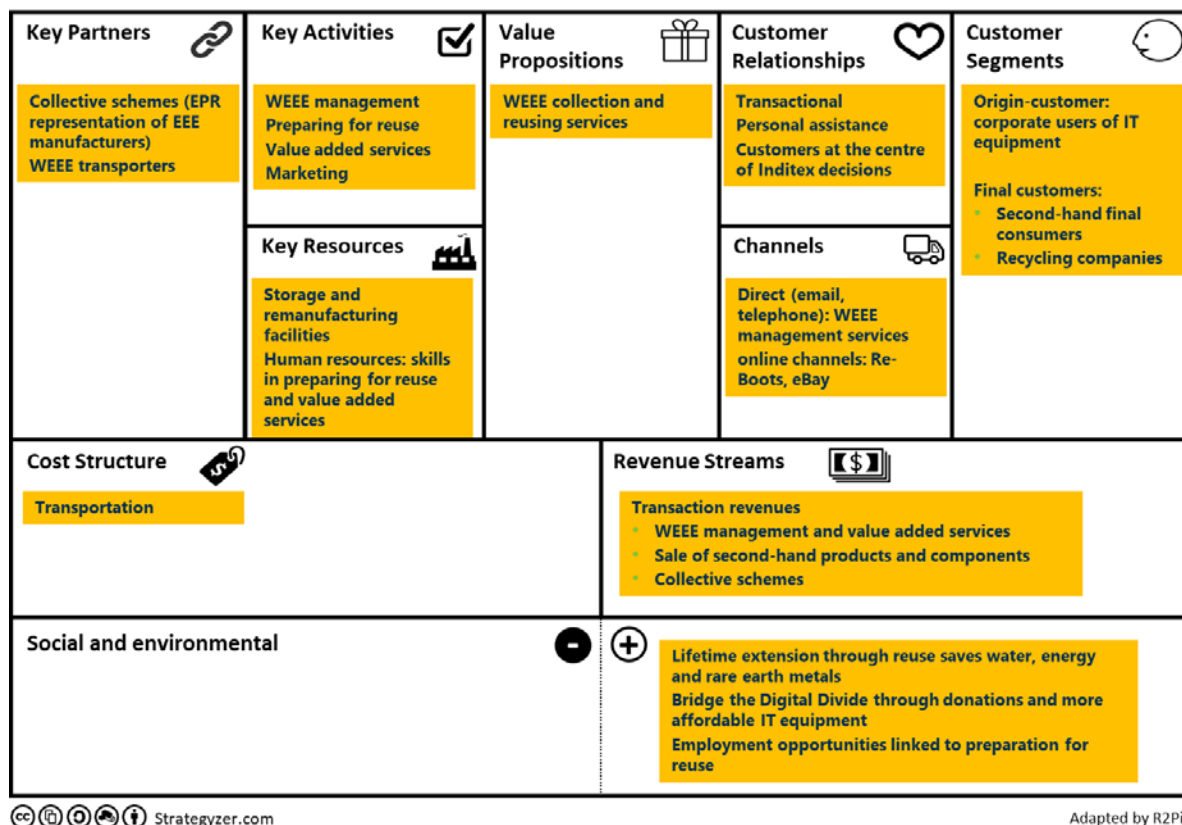 Key Partners
Collective schemes (EPR
representation of EEE
manufacturers)
WEEE transporters
Key Activities
WEEE management
Preparing for reuse
Value added services
Marketing
Key Resources
Storage and
remanufacturing
facilities
Human resources: skills
in preparing for reuse
and value added
services
Value
Propositions
WEEE collection and
reusing services
Customer
Relationships
Transactional
Personal assistance
Customers at the centre
of Inditex decisions
Channels
Direct (email,
telephone): WEEE
management services
online channels: Re-
Boots, eBay
Customer
Segments
Origin-customer:
corporate users of IT
equipment
Final customers:
• Second-hand final
consumers
• Recycling companies
Cost Structure
$
Transportation
Revenue Streams
$
Transaction revenues
• WEEE management and value added services
• Sale of second-hand products and components
• Collective schemes
Social and environmental
-
+
Lifetime extension through reuse saves water, energy
and rare earth metals
Bridge the Digital Divide through donations and more
affordable IT equipment
Employment opportunities linked to preparation for
reuse
cc Strategyzer.com
Adapted by R2Pi